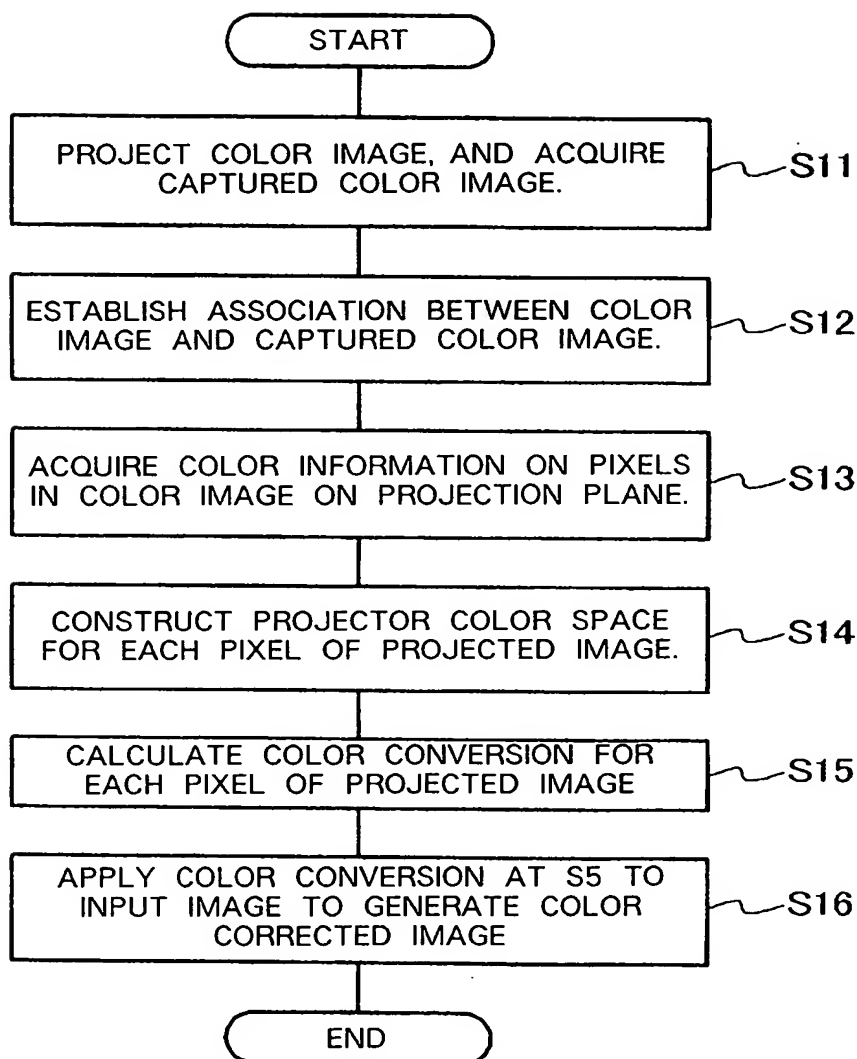 START
PROJECT COLOR IMAGE, AND ACQUIRE
CAPTURED COLOR IMAGE.
S11
ESTABLISH ASSOCIATION BETWEEN COLOR
IMAGE AND CAPTURED COLOR IMAGE.
S12
ACQUIRE COLOR INFORMATION ON PIXELS
IN COLOR IMAGE ON PROJECTION PLANE.
S13
CONSTRUCT PROJECTOR COLOR SPACE
FOR EACH PIXEL OF PROJECTED IMAGE.
S14
CALCULATE COLOR CONVERSION FOR
EACH PIXEL OF PROJECTED IMAGE
S15
APPLY COLOR CONVERSION AT S5 TO
INPUT IMAGE TO GENERATE COLOR
CORRECTED IMAGE
S16
END